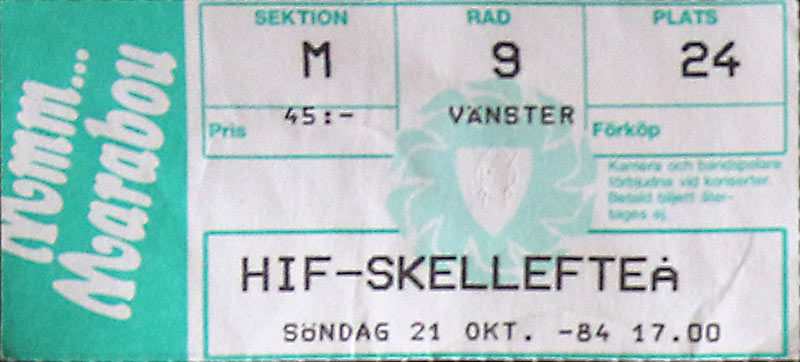 Mmm...
Marabou
SEKTION RAD PLATS
M 9 24
Pris 45:- VÄNSTER Förköp
Kamera och bandspelare
förbjudna vid konserter.
Betald biljett åter-
tages ej.
HIF-SKELLEFTEÅ
SÖNDAG 21 OKT. -84 17.00